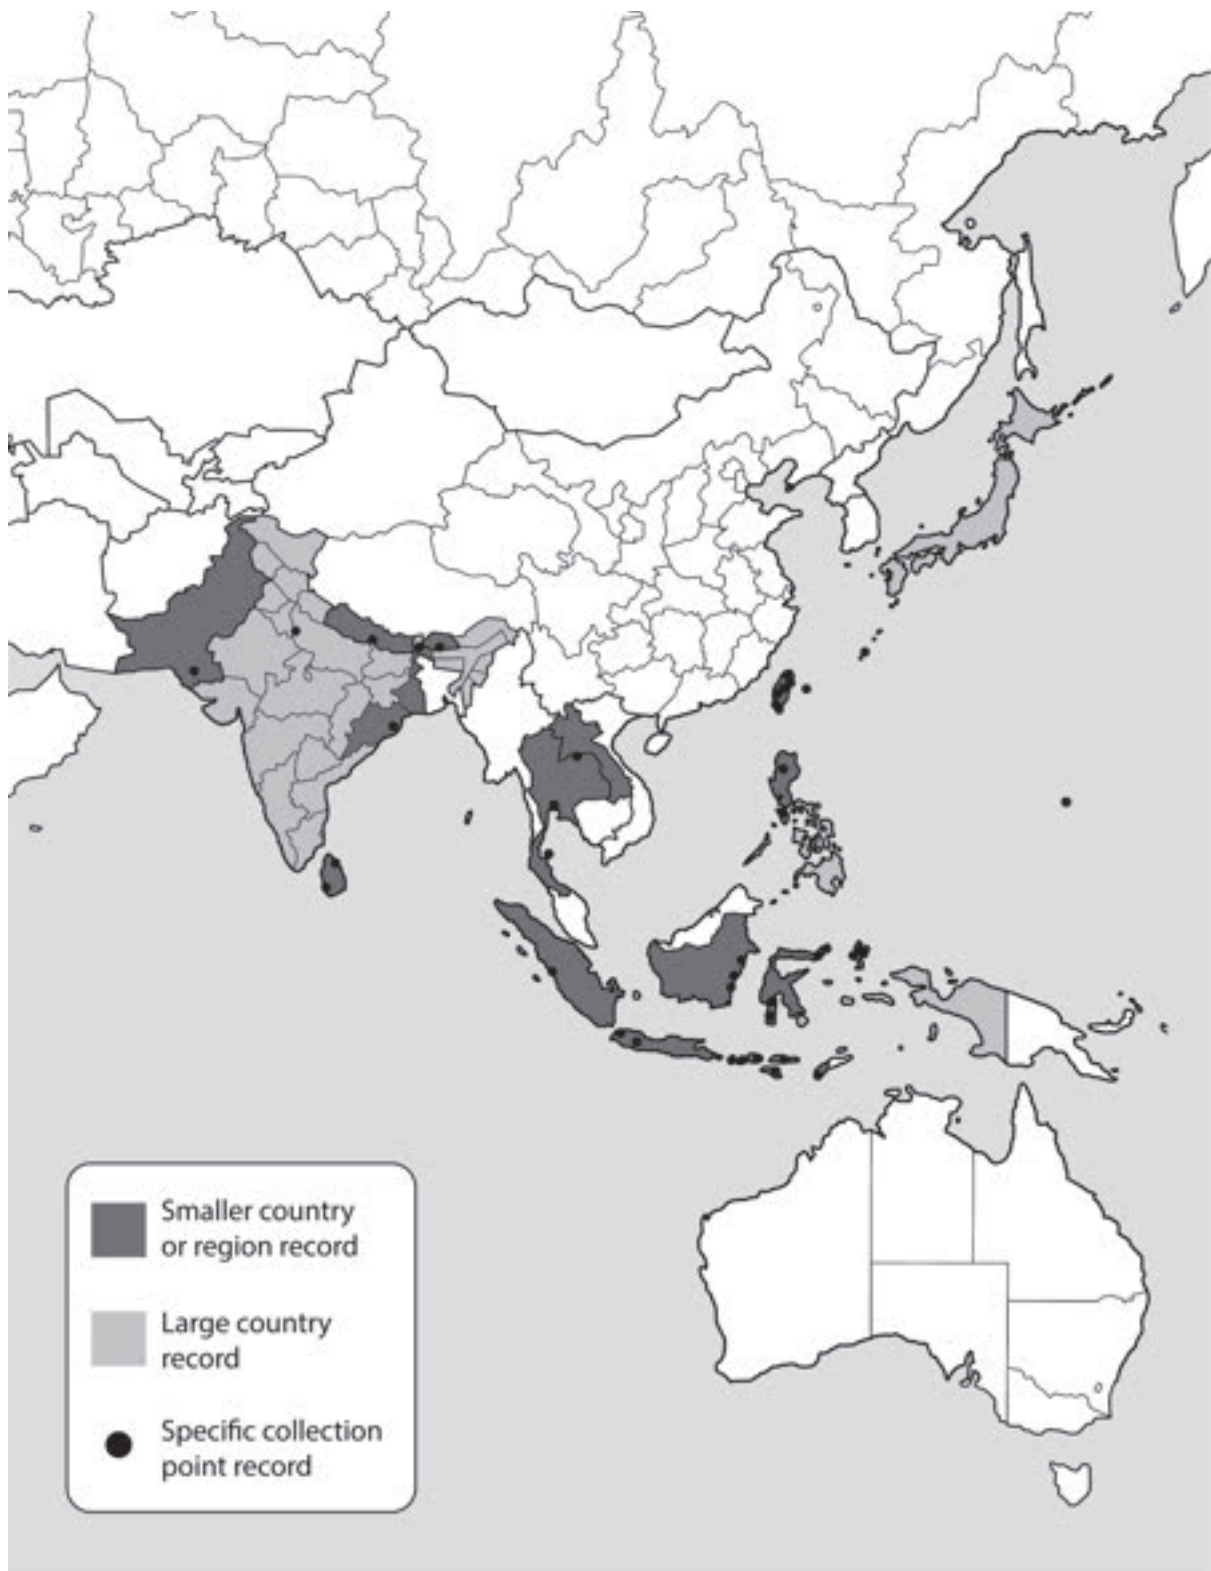 Smaller country
or region record
Large country
record
Specific collection
point record